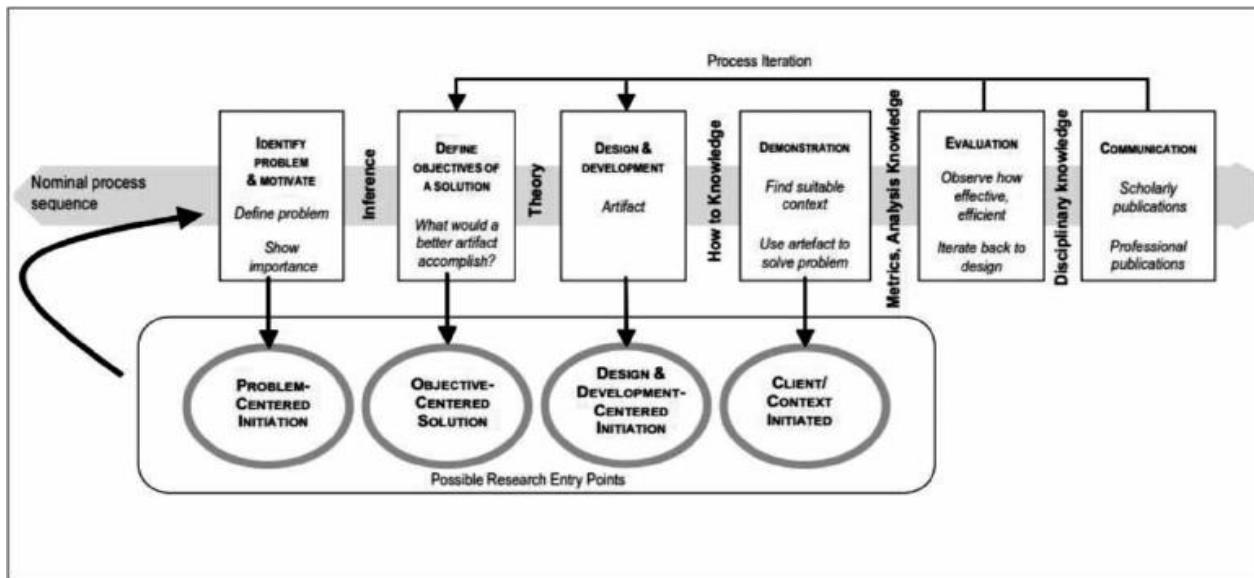 Process Iteration
Nominal process
sequence
IDENTIFY
PROBLEM
& MOTIVATE
Define problem
Show
importance
Inference
DEFINE
OBJECTIVES OF
A SOLUTION
What would a
better artifact
accomplish?
Theory
DESIGN &
DEVELOPMENT
Artifact
How to Knowledge
DEMONSTRATION
Find suitable
context
Use artefact to
solve problem
Metrics, Analysis Knowledge
EVALUATION
Observe how
effective,
efficient
Iterate back to
design
Disciplinary knowledge
COMMUNICATION
Scholarly
publications
Professional
publications
PROBLEM-
CENTERED
INITIATION
OBJECTIVE-
CENTERED
SOLUTION
DESIGN &
DEVELOPMENT-
CENTERED
INITIATION
CLIENT/
CONTEXT
INITIATED
Possible Research Entry Points